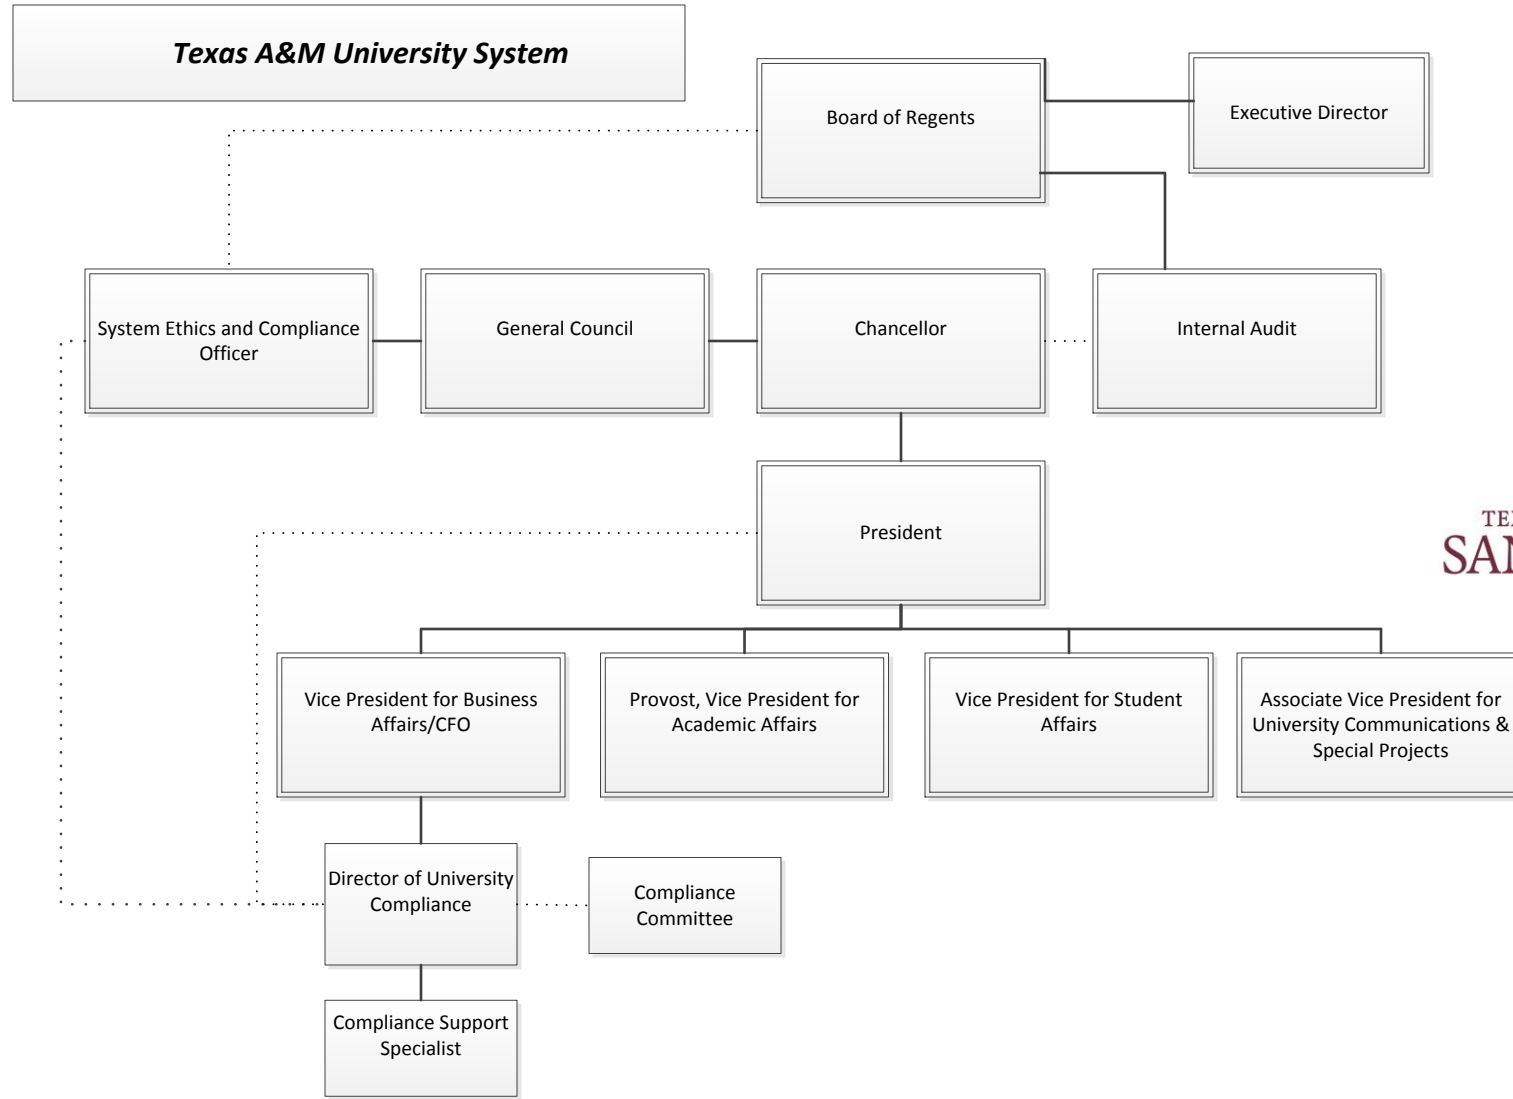 Texas A&M University System
Board of Regents
Executive Director
System Ethics and Compliance
Officer
General Council
Chancellor
Internal Audit
President
Vice President for Business
Affairs/CFO
Provost, Vice President for
Academic Affairs
Vice President for Student
Affairs
Associate Vice President for
University Communications &
Special Projects
Director of University
Compliance
Compliance
Committee
Compliance Support
Specialist